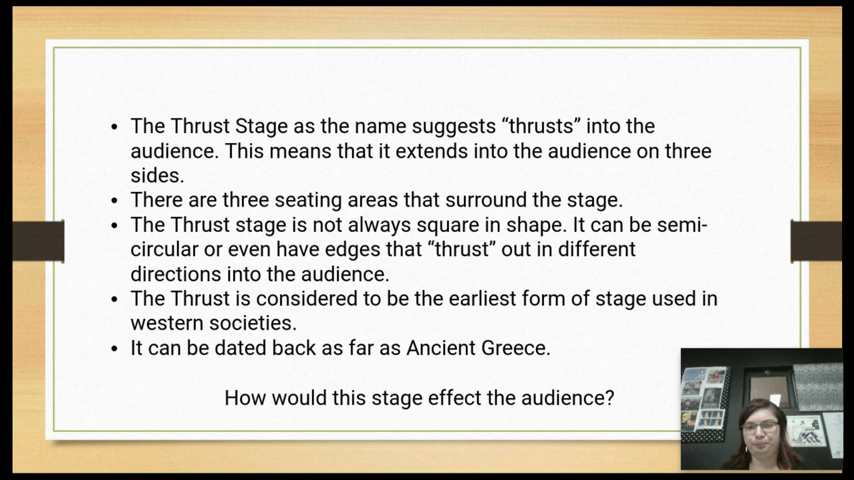 • The Thrust Stage as the name suggests “thrusts” into the
audience. This means that it extends into the audience on three
sides.
• There are three seating areas that surround the stage.
• The Thrust stage is not always square in shape. It can be semi-
circular or even have edges that “thrust” out in different
directions into the audience.
• The Thrust is considered to be the earliest form of stage used in
western societies.
• It can be dated back as far as Ancient Greece.
How would this stage effect the audience?